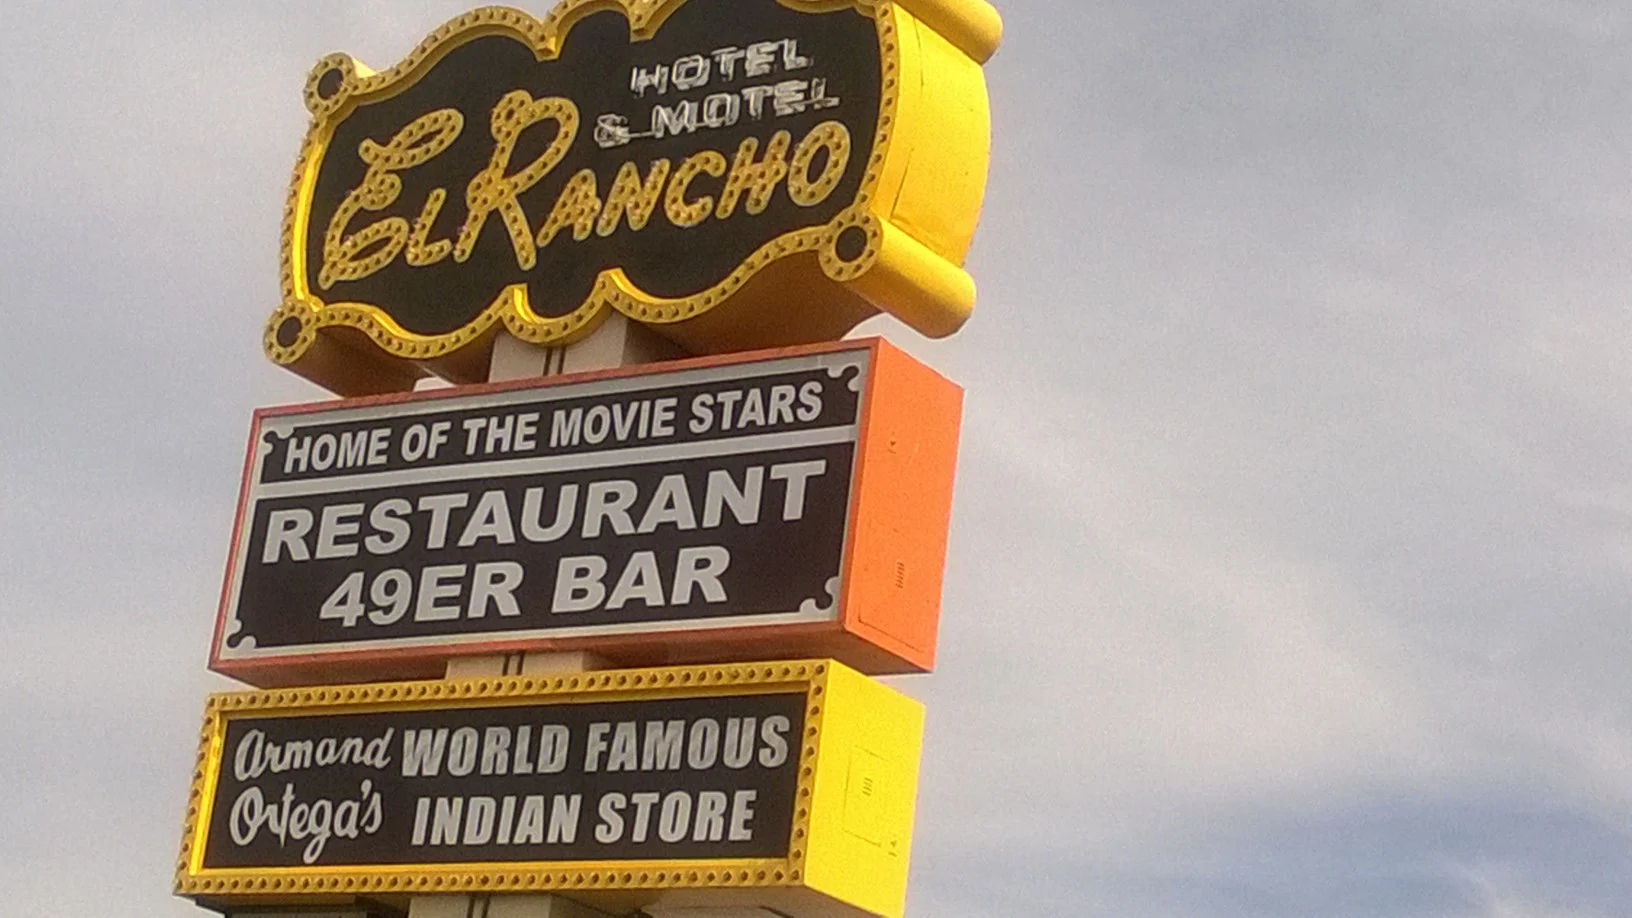 HOTEL
& MOTEL
El Rancho
HOME OF THE MOVIE STARS
RESTAURANT
49ER BAR
Armand Ortega's
WORLD FAMOUS
INDIAN STORE